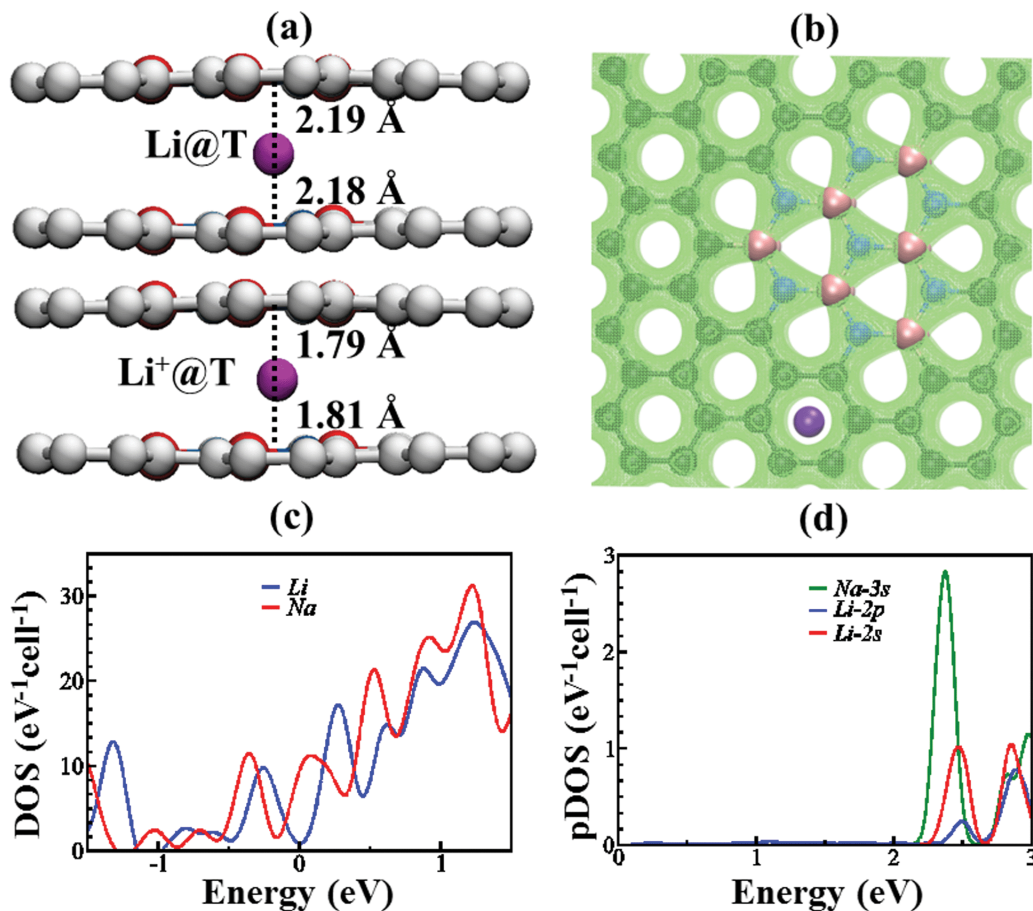 (a)
2.19 Å
Li@T
2.18 Å
1.79 Å
Li⁺@T
1.81 Å
(b)
(c)
DOS (eV⁻¹cell⁻¹)
30
20
10
0
Li
Na
-1
0
1
Energy (eV)
(d)
pDOS (eV⁻¹cell⁻¹)
3
2
1
0
Na-3s
Li-2p
Li-2s
0
1
2
3
Energy (eV)